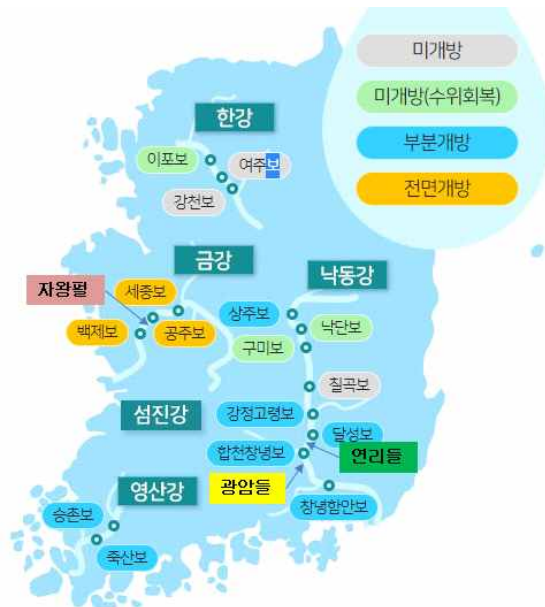 미개방
미개방(수위회복)
부분개방
전면개방
한강
이포보
여주보
강천보
금강
낙동강
자왕펄
세종보
백제보
공주보
상주보
낙단보
구미보
칠곡보
섬진강
강정고령보
달성보
합천창녕보
연리들
광암들
영산강
창녕함안보
승촌보
죽산보